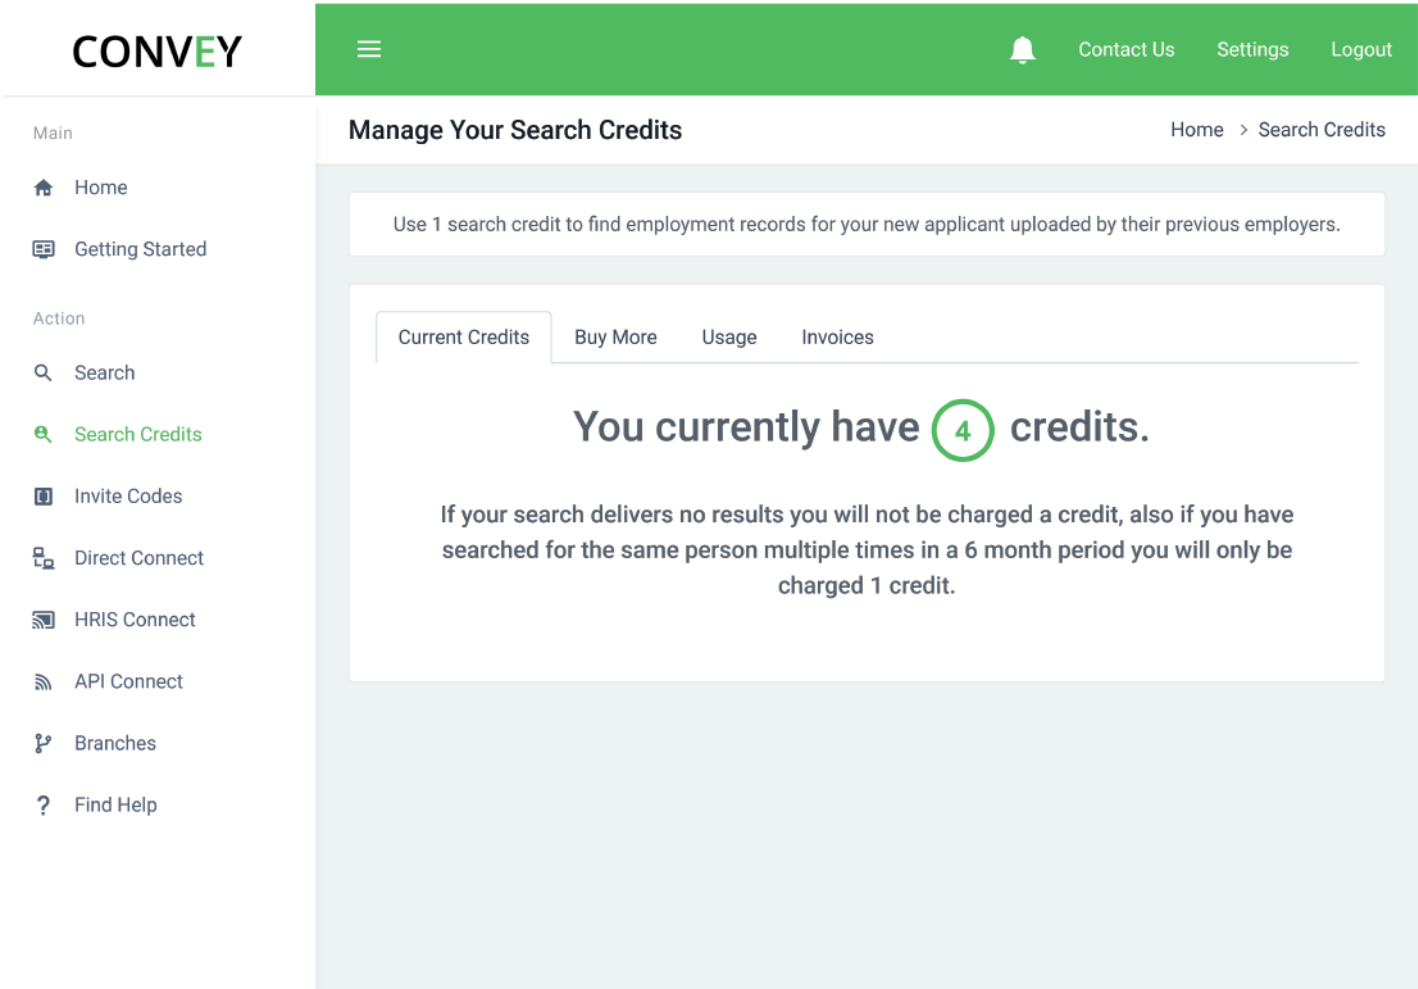 CONVEY
Contact Us
Settings
Logout
Manage Your Search Credits
Home > Search Credits
Main
Home
Getting Started
Action
Search
Search Credits
Invite Codes
Direct Connect
HRIS Connect
API Connect
Branches
? Find Help
Use 1 search credit to find employment records for your new applicant uploaded by their previous employers.
Current Credits
Buy More
Usage
Invoices
You currently have 4 credits.
If your search delivers no results you will not be charged a credit, also if you have
searched for the same person multiple times in a 6 month period you will only be
charged 1 credit.